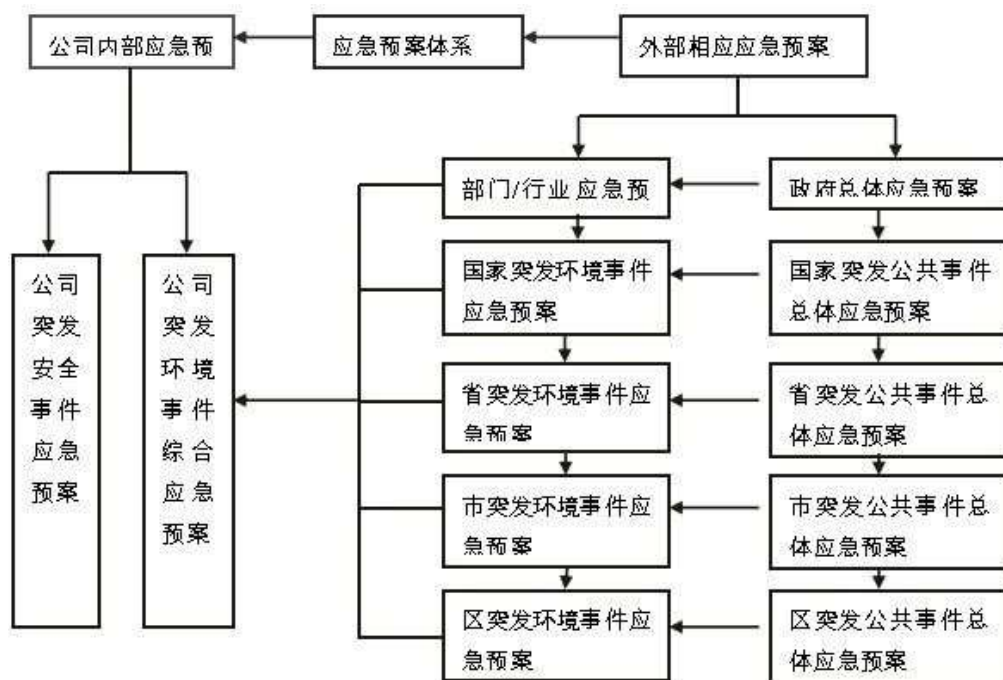 公司内部应急预
应急预案体系
外部相应应急预案
部门/行业应急预
政府总体应急预案
国家突发环境事件
应急预案
国家突发公共事件
总体应急预案
省突发环境事件应
急预案
省突发公共事件总
体应急预案
市突发环境事件应
急预案
市突发公共事件总
体应急预案
区突发环境事件应
急预案
区突发公共事件总
体应急预案
公司
突发
安全
事件
应急
预案
公司
突发
环境
事件
综合
应急
预案